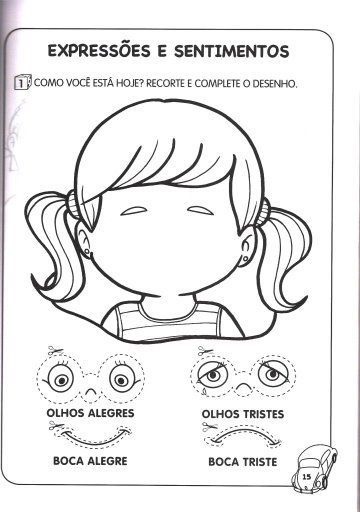 EXPRESSÕES E SENTIMENTOS
1 COMO VOCÊ ESTÁ HOJE? RECORTE E COMPLETE O DESENHO.
OLHOS ALEGRES
OLHOS TRISTES
BOCA ALEGRE
BOCA TRISTE
15